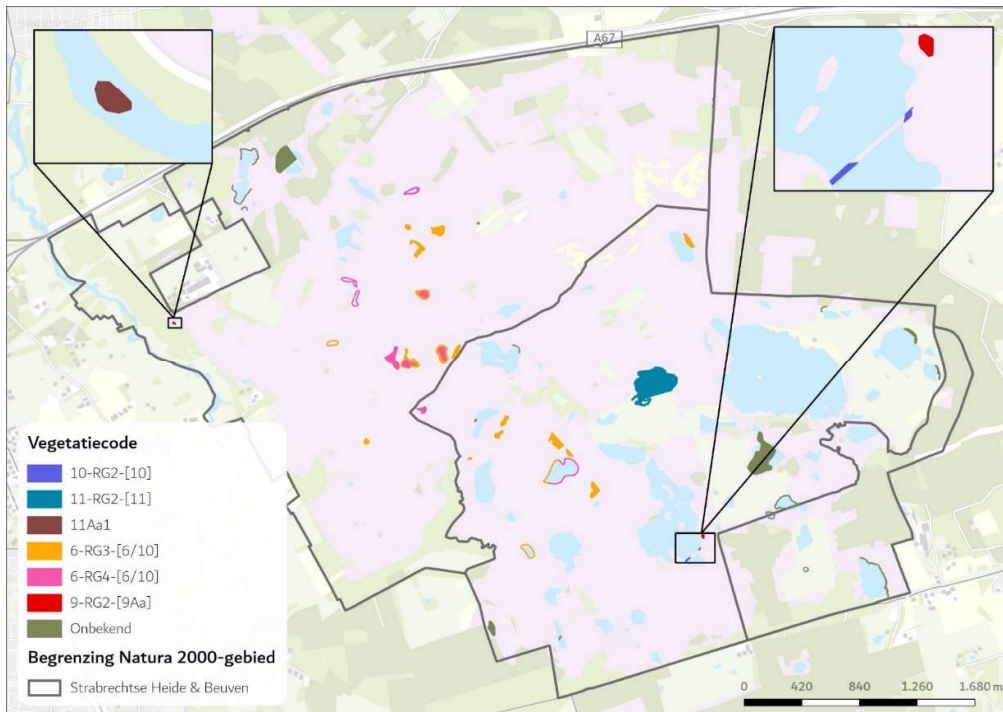 A67
Vegetatiecode
10-RG2-[10]
11-RG2-[11]
11Aa1
6-RG3-[6/10]
6-RG4-[6/10]
9-RG2-[9Aa]
Onbekend
Begrenzing Natura 2000-gebied
Strabrechtse Heide & Beuven
0 420 840 1.260 1.680 m